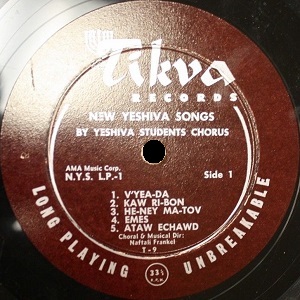 Tikva
RECORDS
NEW YESHIVA SONGS
BY YESHIVA STUDENTS CHORUS
AMA Music Corp.
N.Y.S. L.P.-1
Side 1
1. V'YEA-DA
2. KAW RI-BON
3. HE-NEY MA-TOV
4. EMES
5. ATAW ECHAWD
Choral & Musical Dir:
Naftali Frankel
T-9
LONG PLAYING
33⅓
R.P.M.
UNBREAKABLE